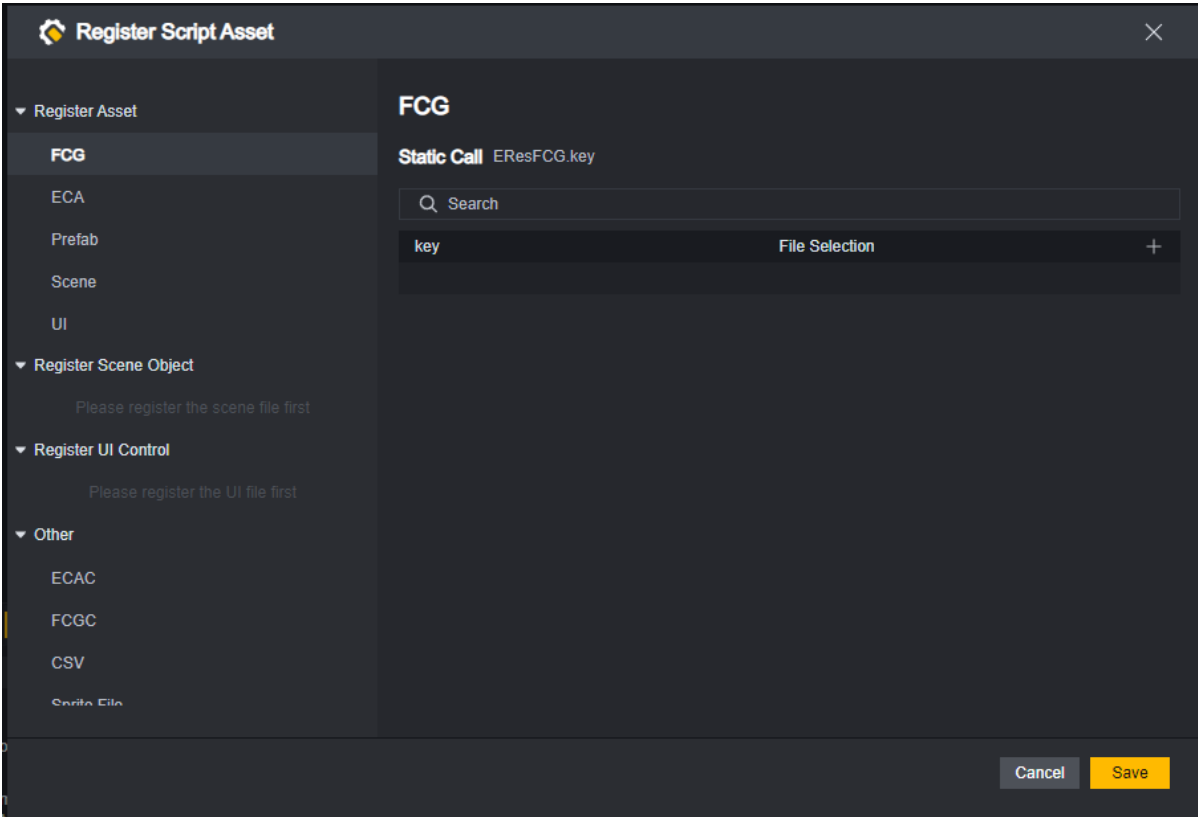 Register Script Asset
Register Asset
FCG
ECA
Prefab
Scene
UI
Register Scene Object
Please register the scene file first
Register UI Control
Please register the UI file first
Other
ECAC
FCGC
CSV
Sprite File
FCG
Static Call EResFCG.key
Search
key File Selection
Cancel Save